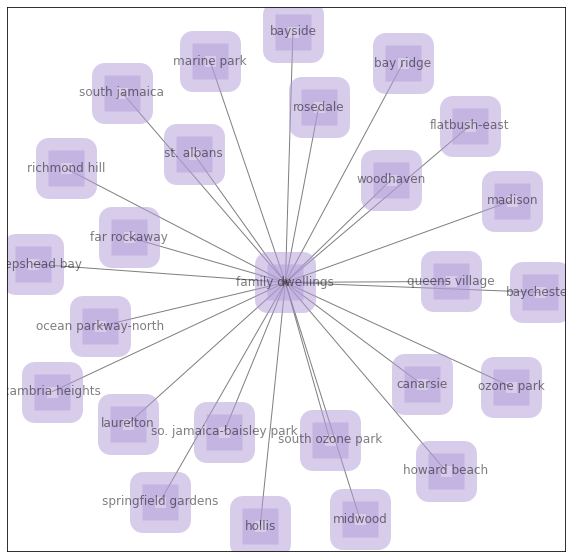 bayside
marine park
bay ridge
south jamaica
rosedale
flatbush-east
st. albans
richmond hill
woodhaven
madison
far rockaway
epshead bay
family dwellings
queens village
baycheste
ocean parkway-north
cambria heights
canarsie
ozone park
laurelton
so. jamaica-baisley park
south ozone park
howard beach
springfield gardens
hollis
midwood